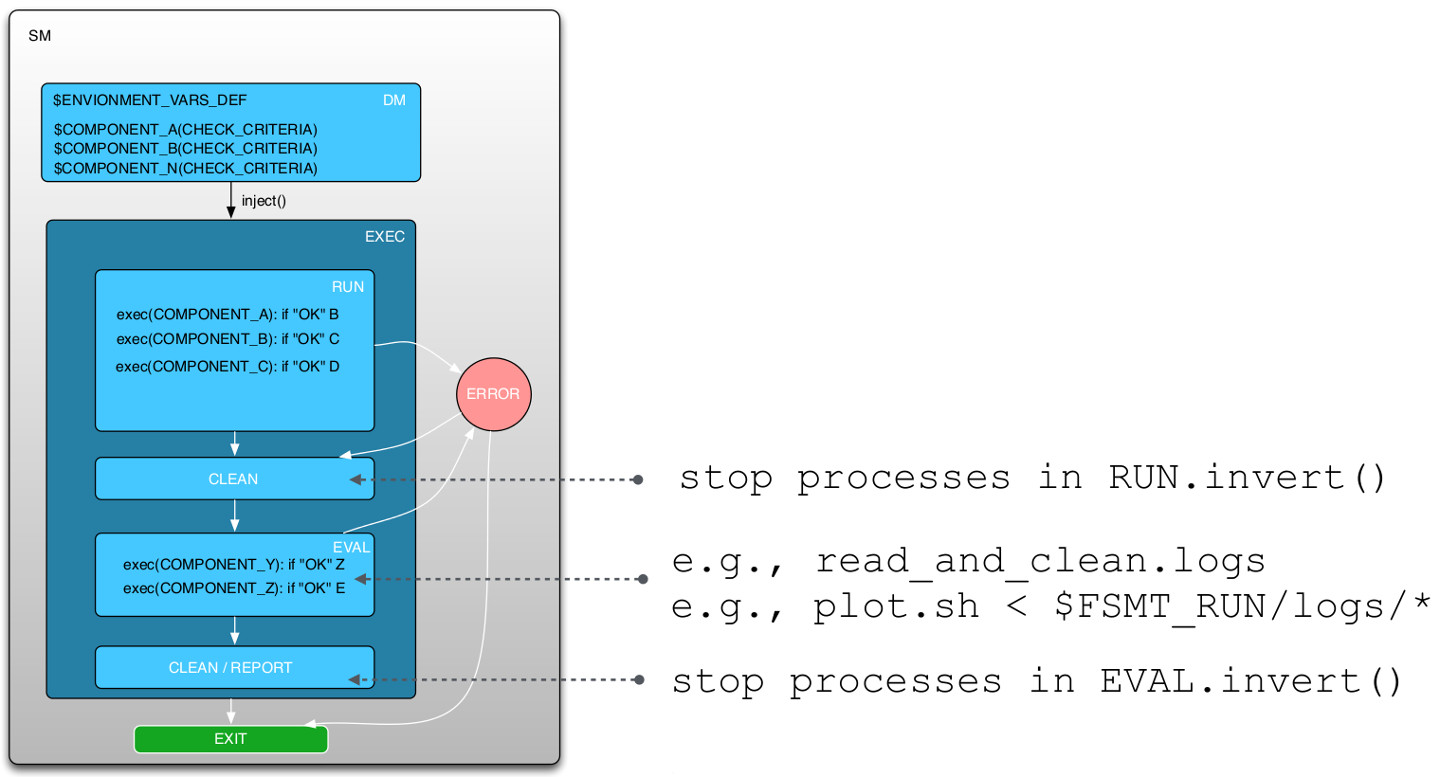 SM
$ENVIONMENT_VARS_DEF
DM
$COMPONENT_A(CHECK_CRITERIA)
$COMPONENT_B(CHECK_CRITERIA)
$COMPONENT_N(CHECK_CRITERIA)
inject()
EXEC
RUN
exec(COMPONENT_A): if "OK" B
exec(COMPONENT_B): if "OK" C
exec(COMPONENT_C): if "OK" D
ERROR
CLEAN
stop processes in RUN.invert()
EVAL
exec(COMPONENT_Y): if "OK" Z
exec(COMPONENT_Z): if "OK" E
e.g., read_and_clean.logs
e.g., plot.sh < $FSMT_RUN/logs/*
CLEAN / REPORT
stop processes in EVAL.invert()
EXIT